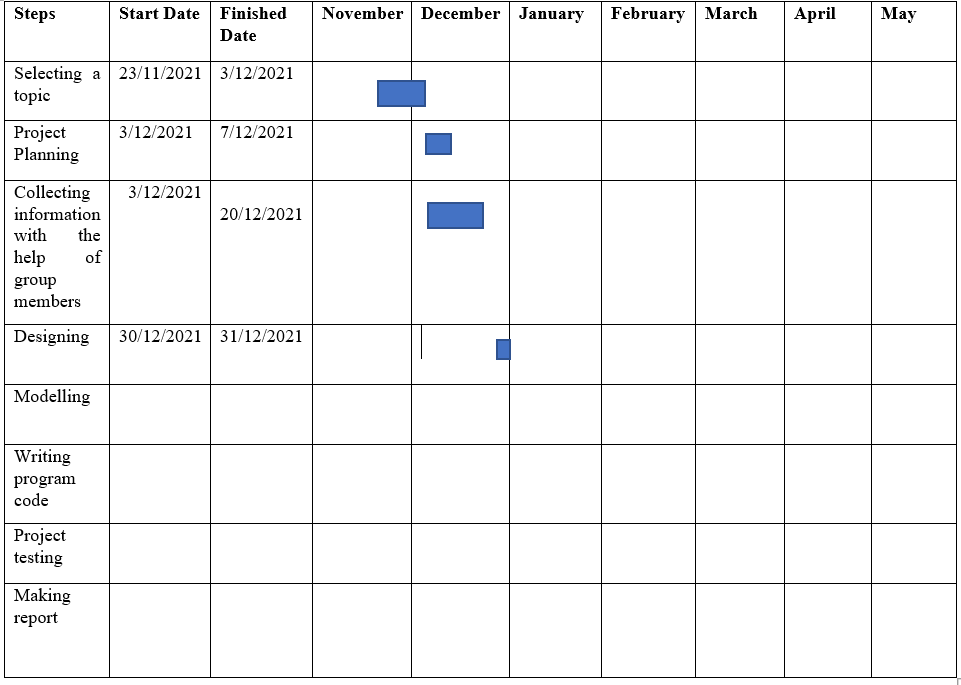 Steps Start Date Finished Date November December January February March April May
Selecting a topic 23/11/2021 3/12/2021
Project Planning 3/12/2021 7/12/2021
Collecting information with the help of group members 3/12/2021 20/12/2021
Designing 30/12/2021 31/12/2021
Modelling
Writing program code
Project testing
Making report